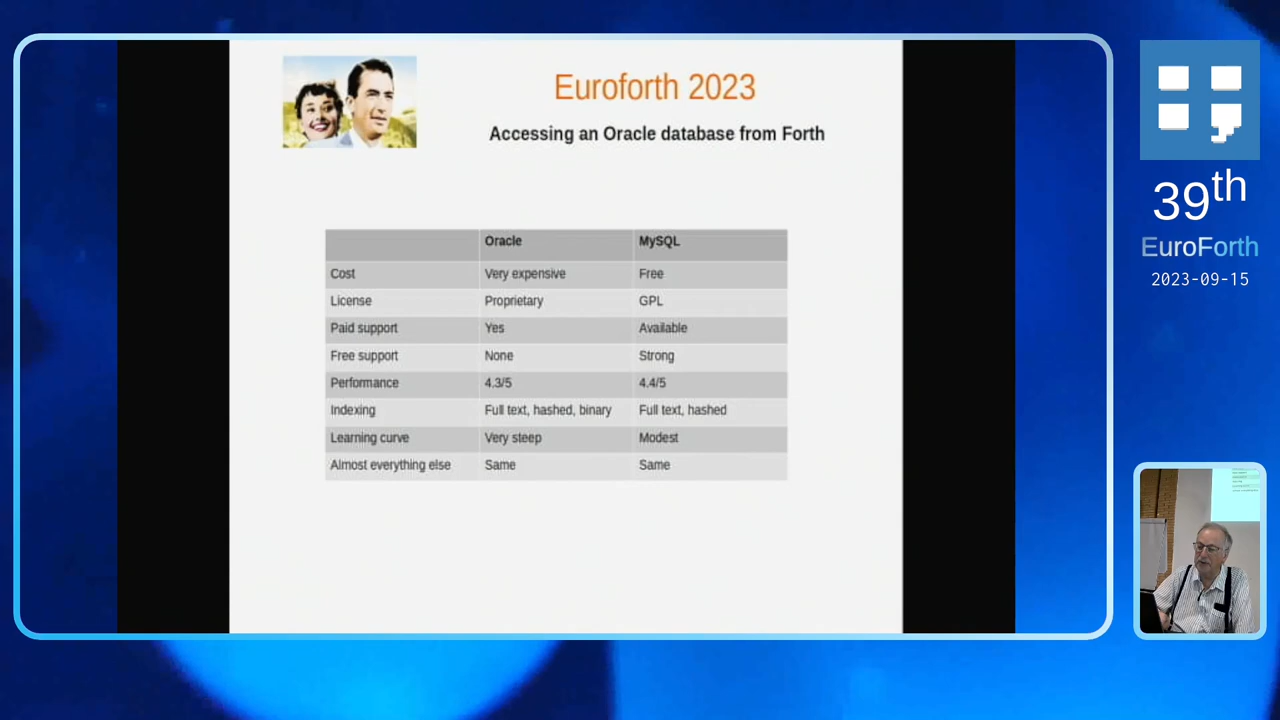 Euroforth 2023
Accessing an Oracle database from Forth
Oracle MySQL
Cost Very expensive Free
License Proprietary GPL
Paid support Yes Available
Free support None Strong
Performance 4.3/5 4.4/5
Indexing Full text, hashed, binary Full text, hashed
Learning curve Very steep Modest
Almost everything else Same Same
39th
EuroForth
2023-09-15